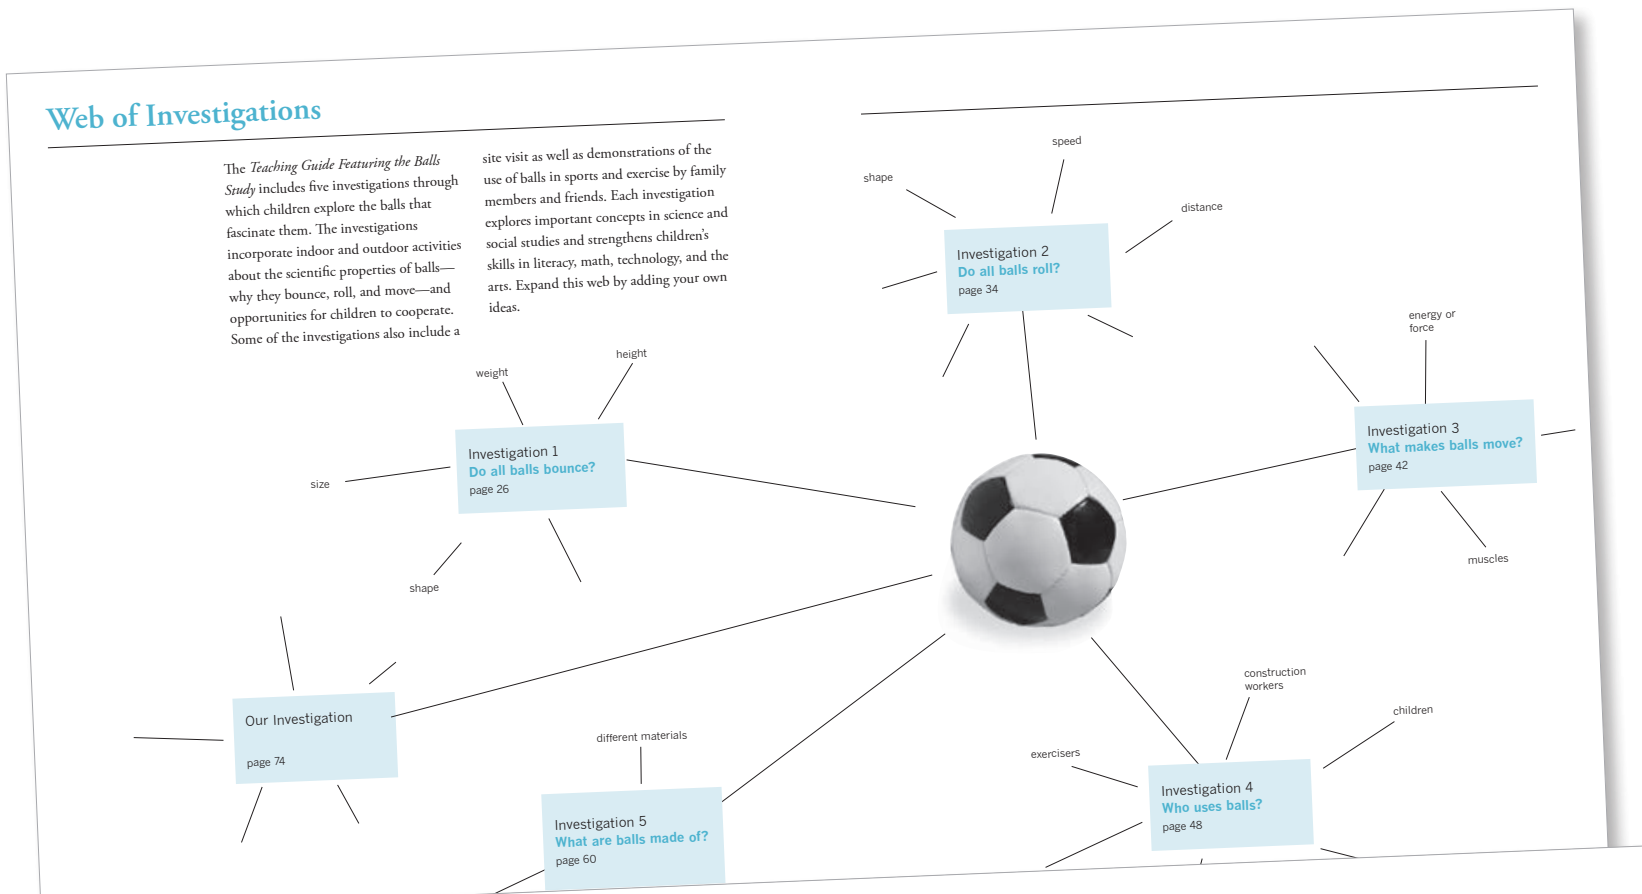 Web of Investigations
The Teaching Guide Featuring the Balls
Study includes five investigations through
which children explore the balls that
fascinate them. The investigations
incorporate indoor and outdoor activities
about the scientific properties of balls—
why they bounce, roll, and move—and
opportunities for children to cooperate.
Some of the investigations also include a
site visit as well as demonstrations of the
use of balls in sports and exercise by family
members and friends. Each investigation
explores important concepts in science and
social studies and strengthens children's
skills in literacy, math, technology, and the
arts. Expand this web by adding your own
ideas.
speed
shape
distance
Investigation 2
Do all balls roll?
page 34
energy or
force
Investigation 3
What makes balls move?
page 42
muscles
height
weight
Investigation 1
Do all balls bounce?
page 26
size
shape
Our Investigation
page 74
different materials
Investigation 5
What are balls made of?
page 60
construction
workers
children
exercisers
Investigation 4
Who uses balls?
page 48